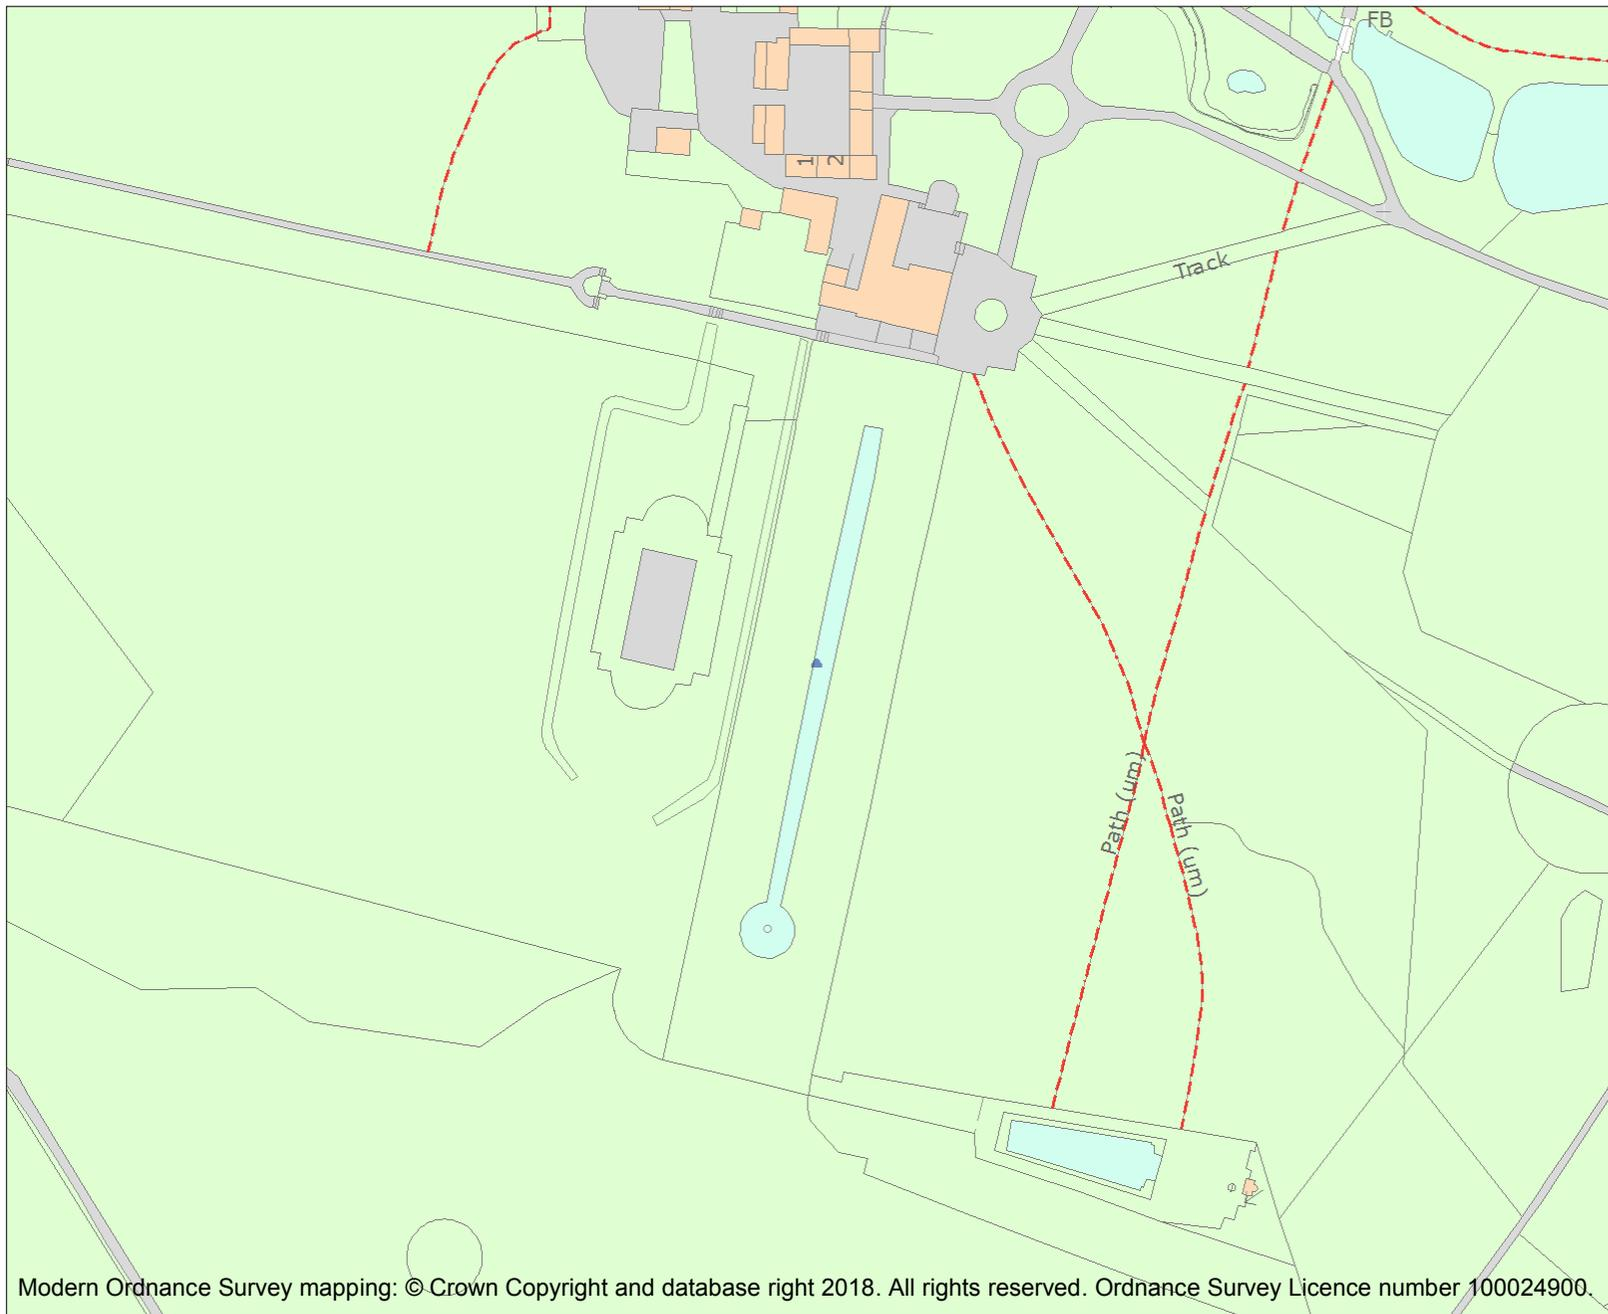 FB
1
2
Track
Path (um)
Path (um)
Modern Ordnance Survey mapping: © Crown Copyright and database right 2018. All rights reserved. Ordnance Survey Licence number 100024900.